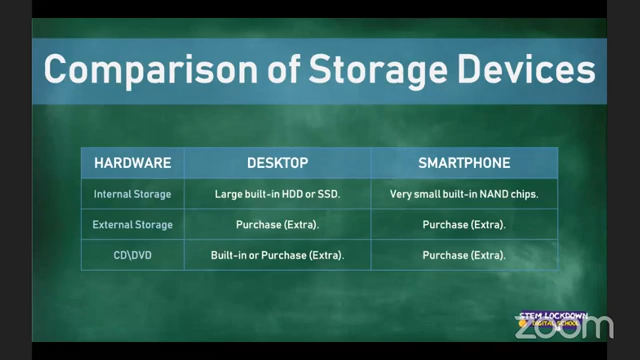 Comparison of Storage Devices
HARDWARE DESKTOP SMARTPHONE
Internal Storage Large built-in HDD or SSD. Very small built-in NAND chips.
External Storage Purchase (Extra). Purchase (Extra).
CD\DVD Built-in or Purchase (Extra). Purchase (Extra).
STEM LOCKDOWN
DIGITAL SCHOOL
zoom